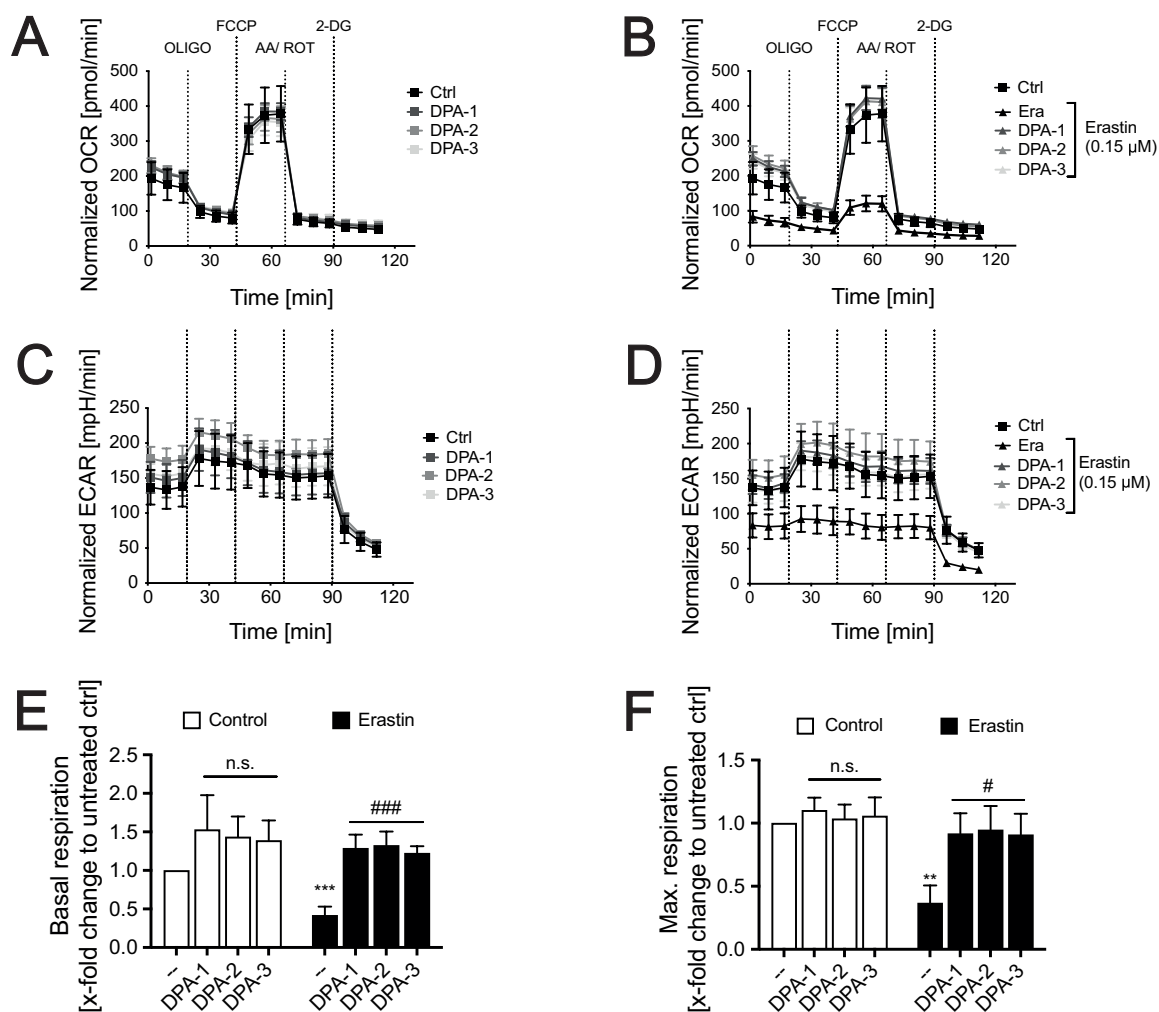 A
FCCP
2-DG
OLIGO
AA/ ROT
Normalized OCR [pmol/min]
500
400
300
200
100
0
0
30
60
90
120
Time [min]
Ctrl
DPA-1
DPA-2
DPA-3
B
FCCP
2-DG
OLIGO
AA/ ROT
Normalized OCR [pmol/min]
500
400
300
200
100
0
0
30
60
90
120
Time [min]
Ctrl
Era
DPA-1
DPA-2
DPA-3
Erastin
(0.15 µM)
C
Normalized ECAR [mpH/min]
250
200
150
100
50
0
0
30
60
90
120
Time [min]
Ctrl
DPA-1
DPA-2
DPA-3
D
Normalized ECAR [mpH/min]
250
200
150
100
50
0
0
30
60
90
120
Time [min]
Ctrl
Era
DPA-1
DPA-2
DPA-3
Erastin
(0.15 µM)
E
Control
Erastin
Basal respiration
[x-fold change to untreated ctrl]
2.5
2.0
1.5
1.0
0.5
0.0
n.s.
***
###
--
DPA-1
DPA-2
DPA-3
--
DPA-1
DPA-2
DPA-3
F
Control
Erastin
Max. respiration
[x-fold change to untreated ctrl]
1.5
1.0
0.5
0.0
n.s.
**
#
--
DPA-1
DPA-2
DPA-3
--
DPA-1
DPA-2
DPA-3